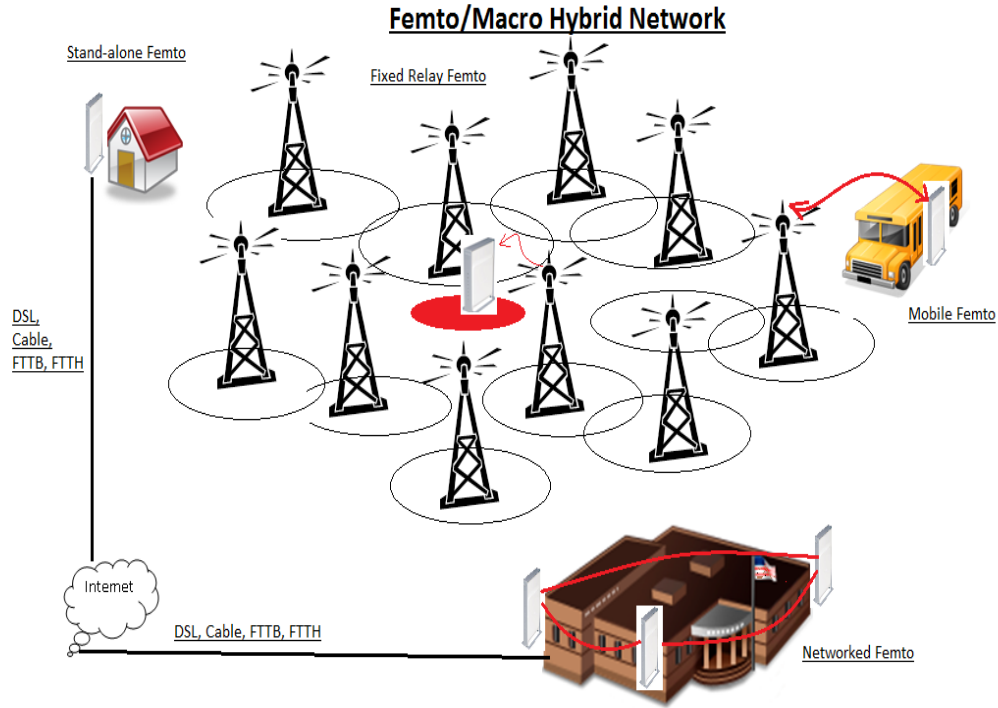 Femto/Macro Hybrid Network
Stand-alone Femto
Fixed Relay Femto
Mobile Femto
DSL,
Cable,
FTTB, FTTH
Internet
DSL, Cable, FTTB, FTTH
Networked Femto